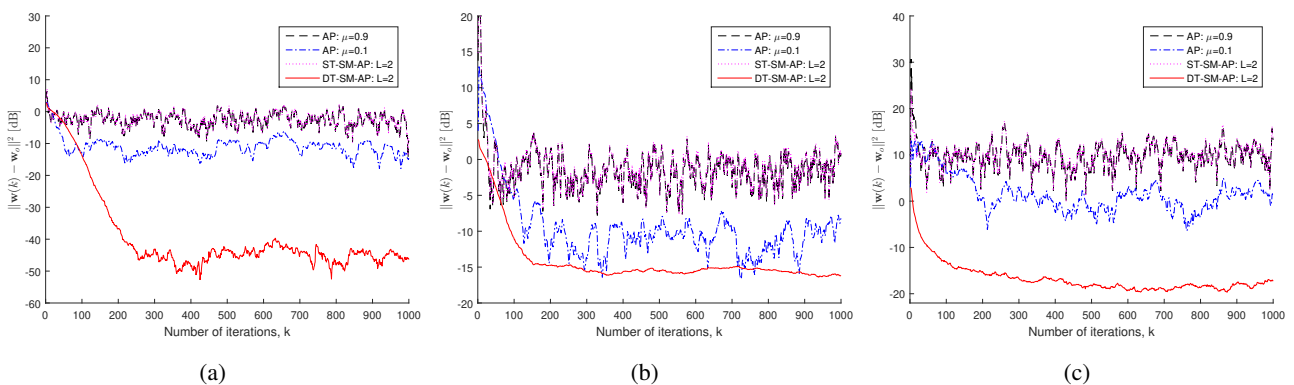 30
20
10
0
-10
-20
-30
-40
-50
-60
0 100 200 300 400 500 600 700 800 900 1000
‖w(k) − w_o‖² [dB]
Number of iterations, k
AP: μ=0.9
AP: μ=0.1
ST-SM-AP: L=2
DT-SM-AP: L=2
(a)
20
15
10
5
0
-5
-10
-15
-20
0 100 200 300 400 500 600 700 800 900 1000
‖w(k) − w_o‖² [dB]
Number of iterations, k
AP: μ=0.9
AP: μ=0.1
ST-SM-AP: L=2
DT-SM-AP: L=2
(b)
40
30
20
10
0
-10
-20
0 100 200 300 400 500 600 700 800 900 1000
‖w(k) − w_o‖² [dB]
Number of iterations, k
AP: μ=0.9
AP: μ=0.1
ST-SM-AP: L=2
DT-SM-AP: L=2
(c)